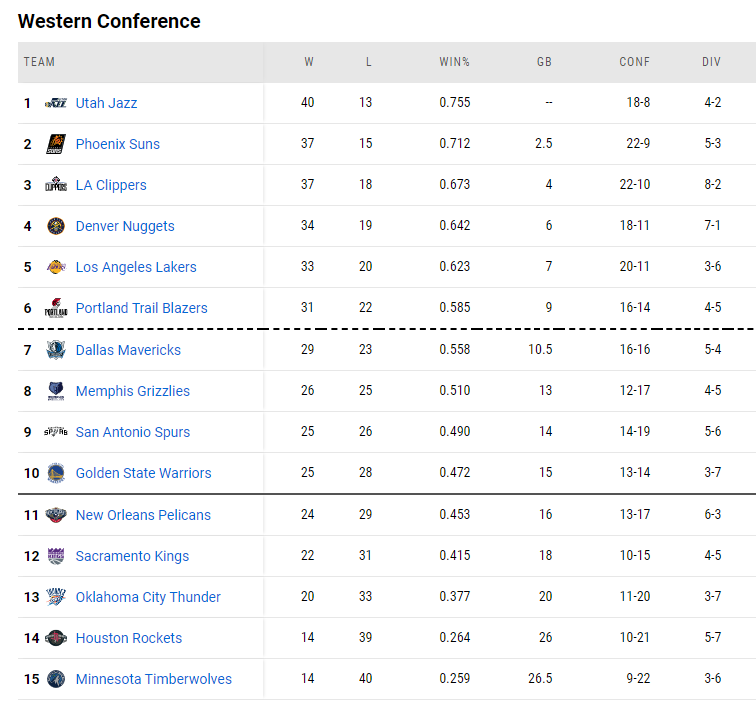 Western Conference
TEAM W L WIN% GB CONF DIV
1 Utah Jazz 40 13 0.755 -- 18-8 4-2
2 Phoenix Suns 37 15 0.712 2.5 22-9 5-3
3 LA Clippers 37 18 0.673 4 22-10 8-2
4 Denver Nuggets 34 19 0.642 6 18-11 7-1
5 Los Angeles Lakers 33 20 0.623 7 20-11 3-6
6 Portland Trail Blazers 31 22 0.585 9 16-14 4-5
7 Dallas Mavericks 29 23 0.558 10.5 16-16 5-4
8 Memphis Grizzlies 26 25 0.510 13 12-17 4-5
9 San Antonio Spurs 25 26 0.490 14 14-19 5-6
10 Golden State Warriors 25 28 0.472 15 13-14 3-7
11 New Orleans Pelicans 24 29 0.453 16 13-17 6-3
12 Sacramento Kings 22 31 0.415 18 10-15 4-5
13 Oklahoma City Thunder 20 33 0.377 20 11-20 3-7
14 Houston Rockets 14 39 0.264 26 10-21 5-7
15 Minnesota Timberwolves 14 40 0.259 26.5 9-22 3-6